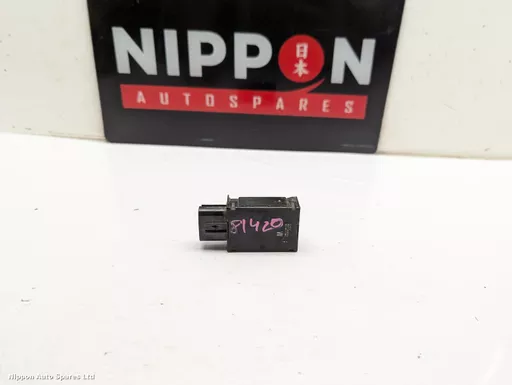 NIPPON
日本
AUTOSPARES
81420
Nippon Auto Spares Ltd